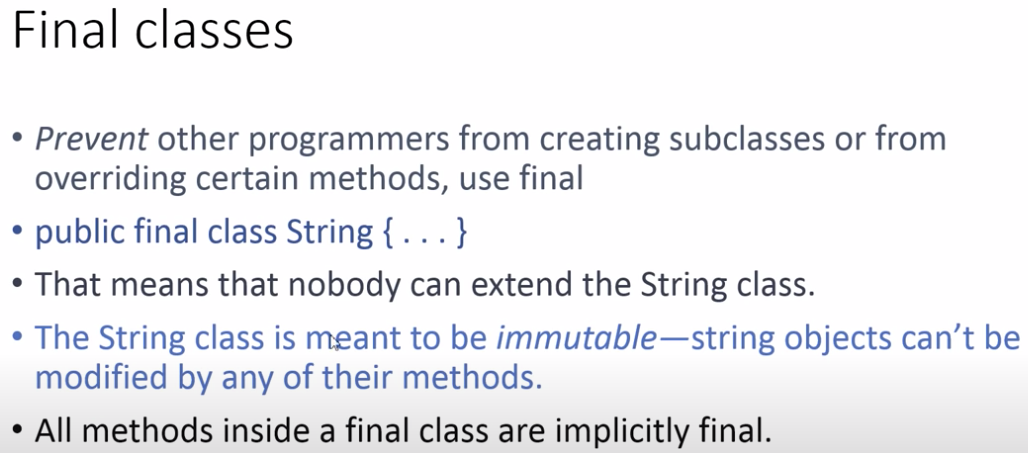 Final classes
• Prevent other programmers from creating subclasses or from
overriding certain methods, use final
• public final class String { . . . }
• That means that nobody can extend the String class.
• The String class is meant to be immutable—string objects can’t be
modified by any of their methods.
• All methods inside a final class are implicitly final.